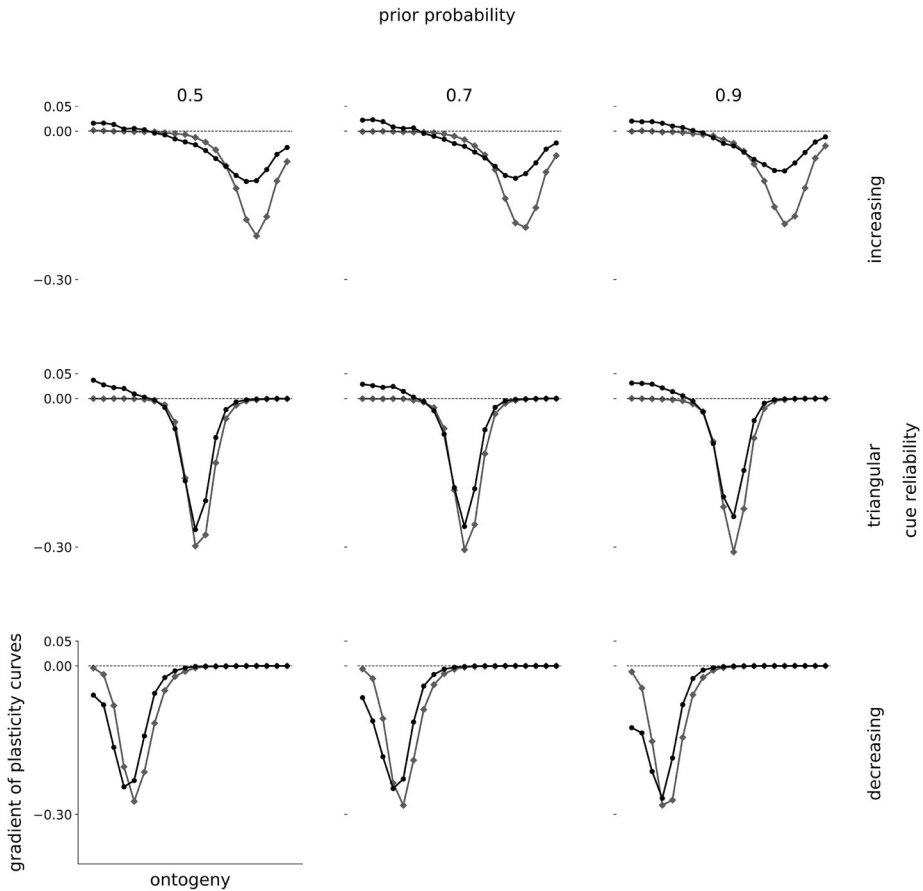 prior probability
0.5 0.7 0.9
0.05
0.00
−0.30
increasing
0.05
0.00
−0.30
triangular
cue reliability
0.05
0.00
−0.30
decreasing
gradient of plasticity curves
ontogeny